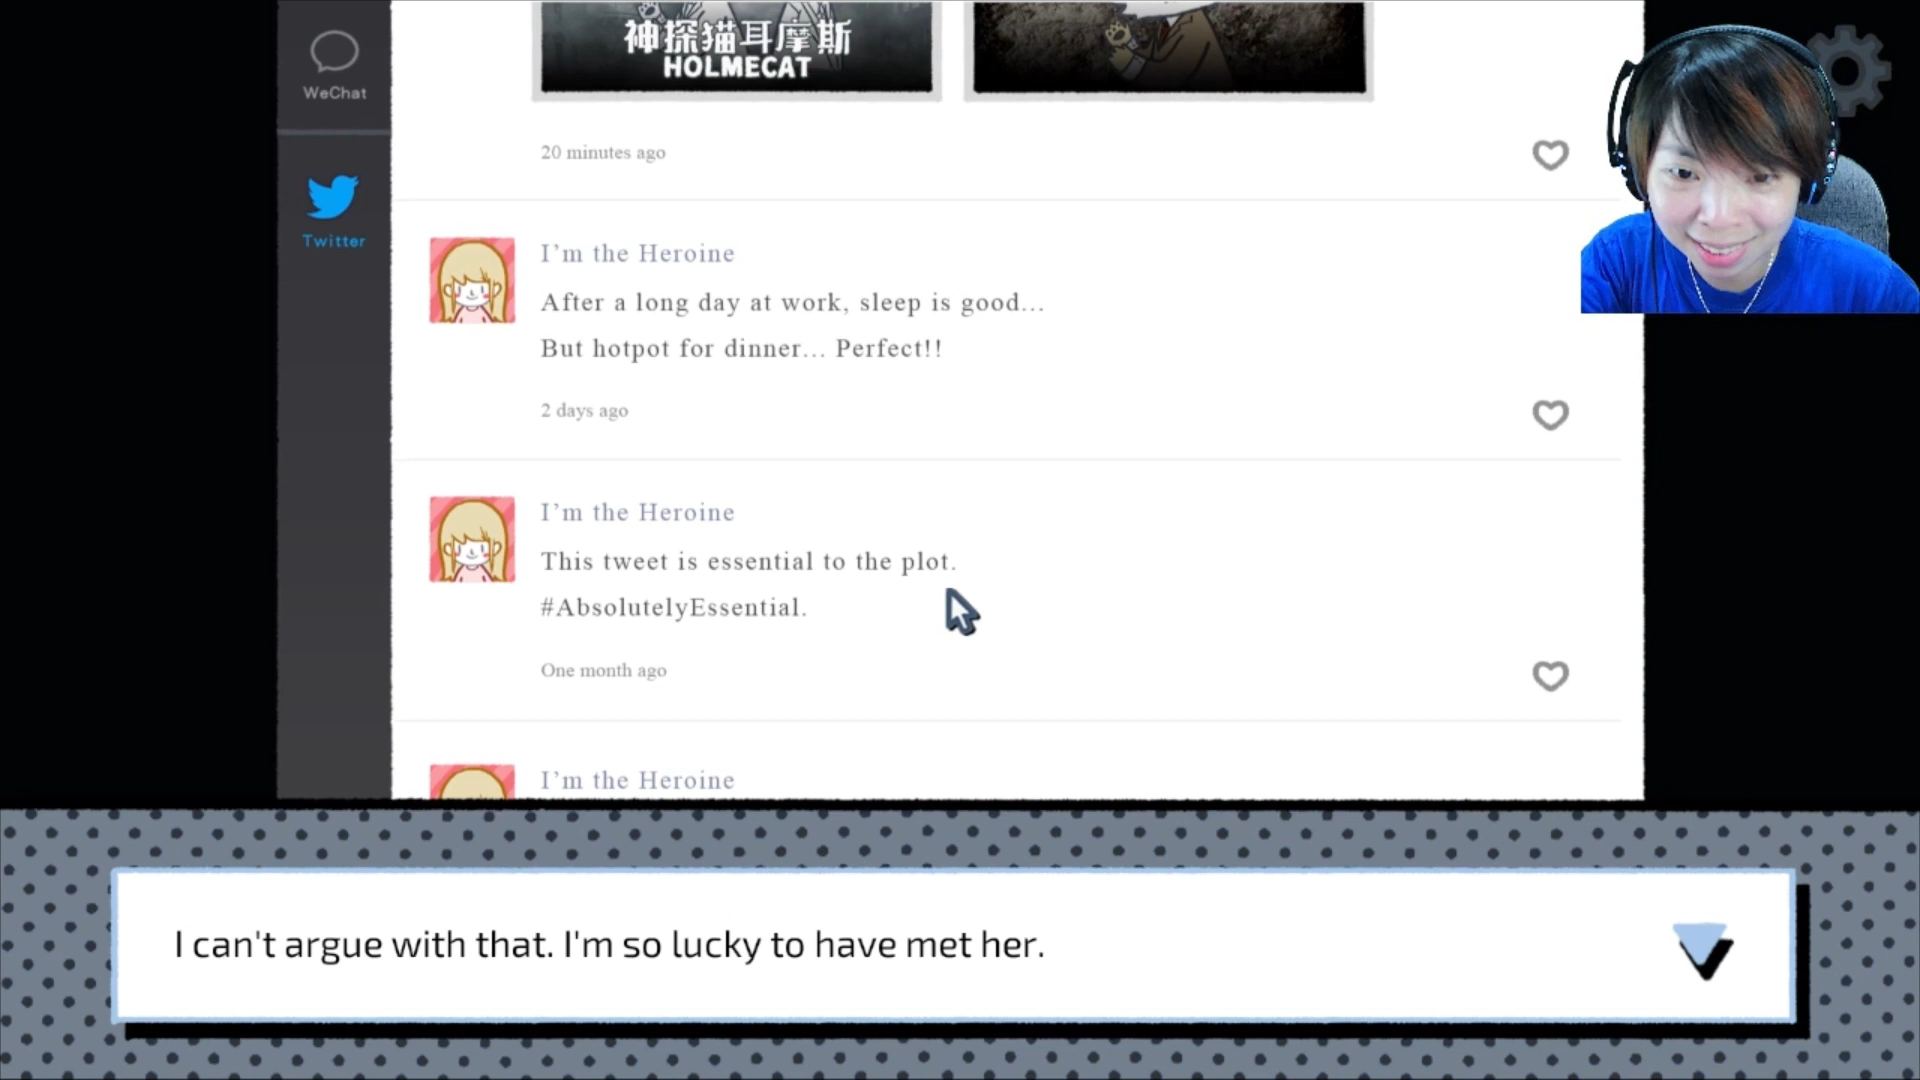 神探猫耳摩斯
HOLMECAT
WeChat
20 minutes ago
Twitter
I'm the Heroine
After a long day at work, sleep is good...
But hotpot for dinner... Perfect!!
2 days ago
I'm the Heroine
This tweet is essential to the plot.
#AbsolutelyEssential.
One month ago
I'm the Heroine
I can't argue with that. I'm so lucky to have met her.